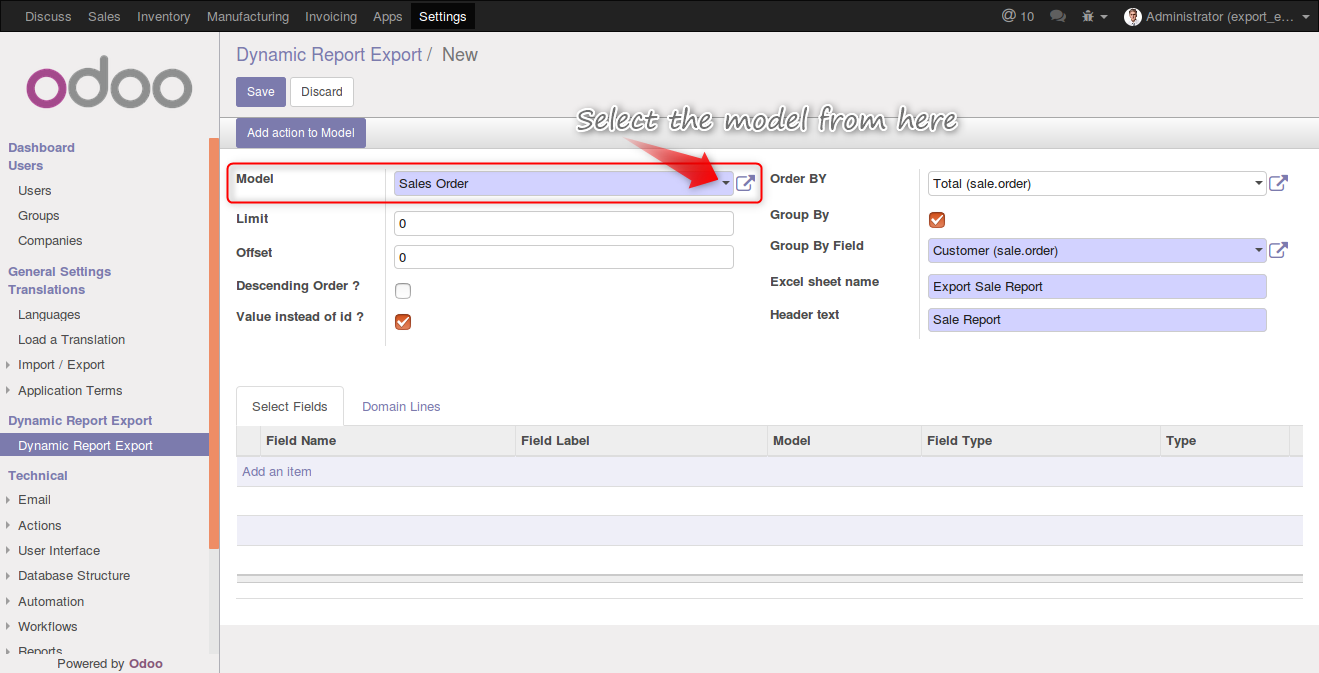 Discuss Sales Inventory Manufacturing Invoicing Apps Settings @ 10 Administrator (export_e...
odoo
Dashboard
Users
Users
Groups
Companies
General Settings
Translations
Languages
Load a Translation
Import / Export
Application Terms
Dynamic Report Export
Dynamic Report Export
Technical
Email
Actions
User Interface
Database Structure
Automation
Workflows
Reports
Powered by Odoo
Dynamic Report Export / New
Save Discard
Select the model from here
Add action to Model
Model Sales Order
Limit 0
Offset 0
Descending Order ?
Value instead of id ?
Order BY Total (sale.order)
Group By
Group By Field Customer (sale.order)
Excel sheet name Export Sale Report
Header text Sale Report
Select Fields Domain Lines
Field Name Field Label Model Field Type Type
Add an item